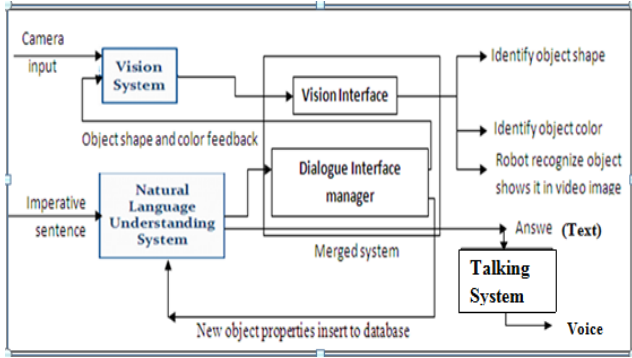 Camera
input
Vision
System
Vision Interface
Identify object shape
Identify object color
Robot recognize object
shows it in video image
Object shape and color feedback
Dialogue Interface
manager
Imperative
sentence
Natural
Language
Understanding
System
Merged system
Answe (Text)
Talking
System
Voice
New object properties insert to database